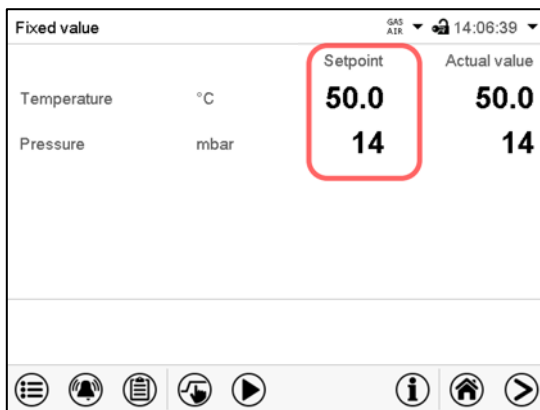 Fixed value GAS AIR 14:06:39
Setpoint Actual value
Temperature °C 50.0 50.0
Pressure mbar 14 14